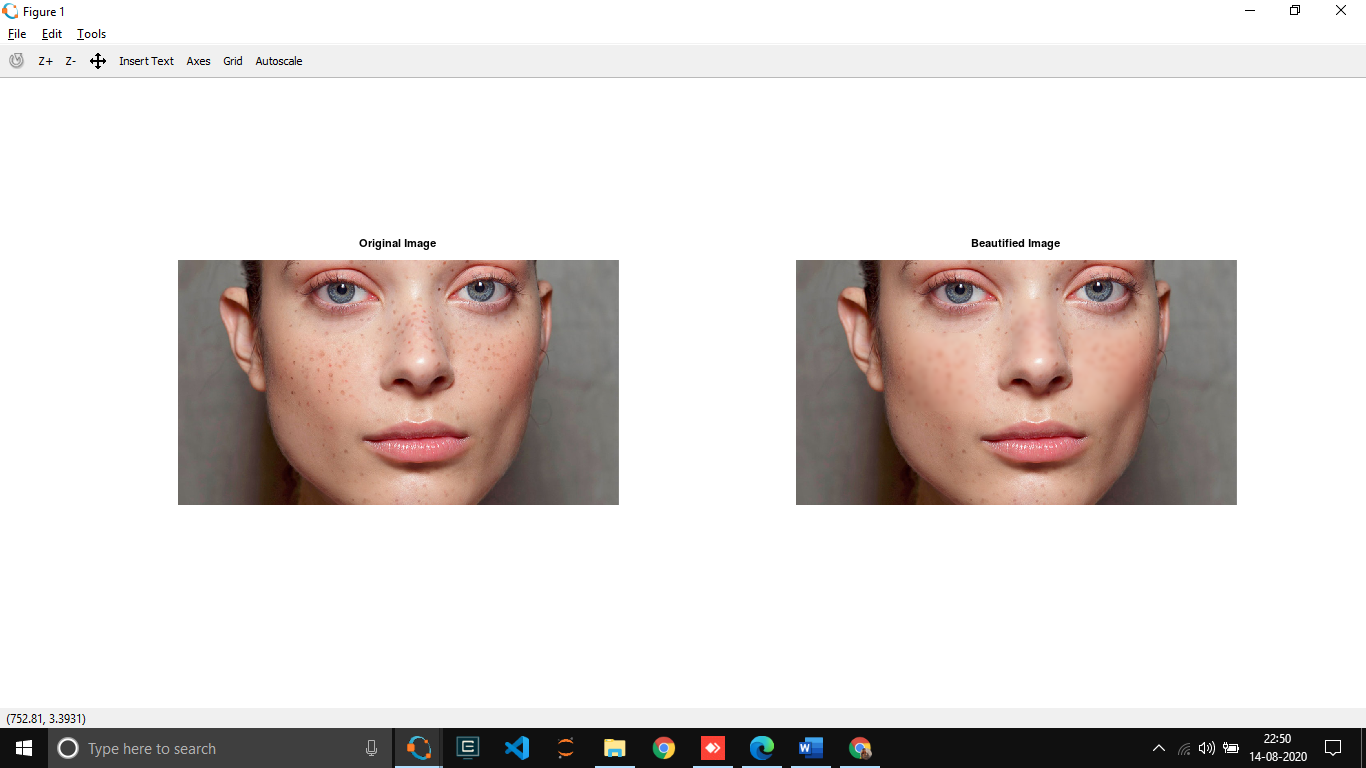 Figure 1
File Edit Tools
Z+ Z- Insert Text Axes Grid Autoscale
Original Image Beautified Image
(752.81, 3.3931)
Type here to search
22:50
14-08-2020